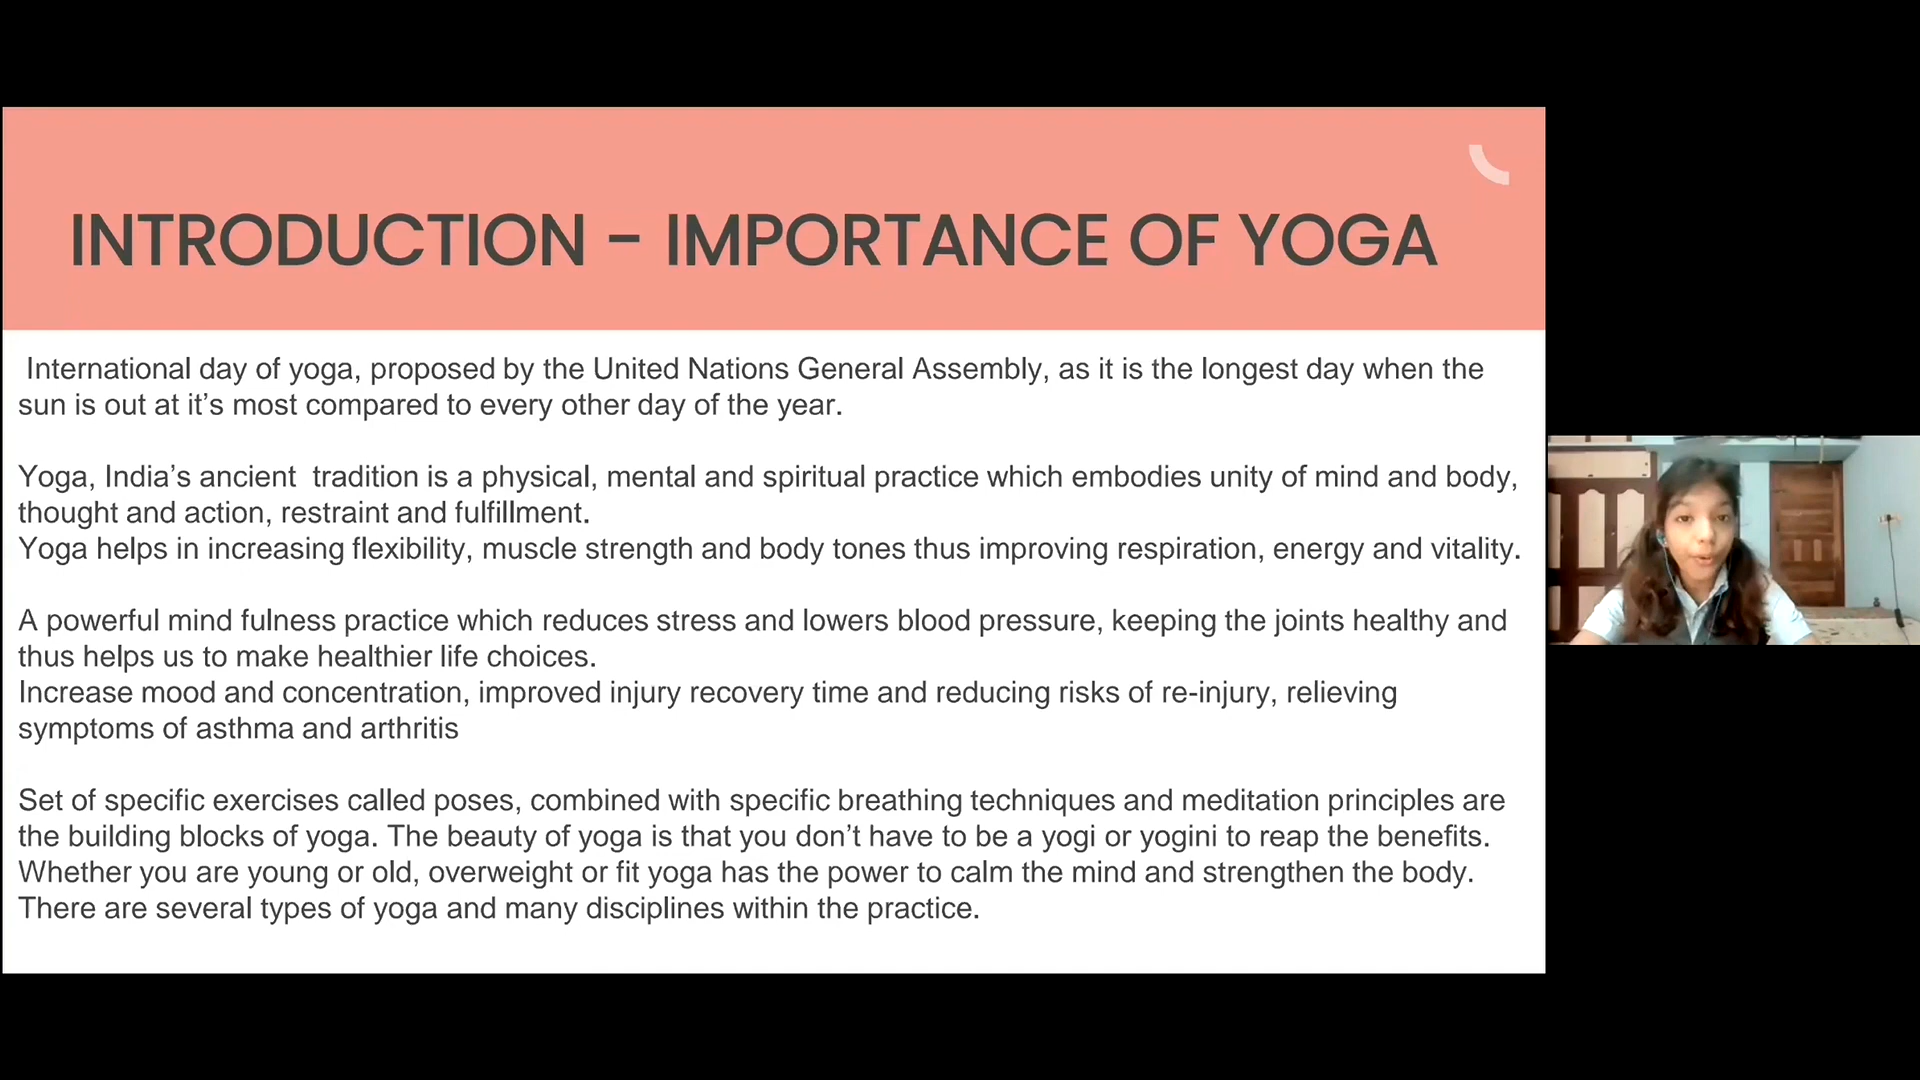 INTRODUCTION - IMPORTANCE OF YOGA
International day of yoga, proposed by the United Nations General Assembly, as it is the longest day when the
sun is out at it’s most compared to every other day of the year.
Yoga, India’s ancient  tradition is a physical, mental and spiritual practice which embodies unity of mind and body,
thought and action, restraint and fulfillment.
Yoga helps in increasing flexibility, muscle strength and body tones thus improving respiration, energy and vitality.
A powerful mind fulness practice which reduces stress and lowers blood pressure, keeping the joints healthy and
thus helps us to make healthier life choices.
Increase mood and concentration, improved injury recovery time and reducing risks of re-injury, relieving
symptoms of asthma and arthritis
Set of specific exercises called poses, combined with specific breathing techniques and meditation principles are
the building blocks of yoga. The beauty of yoga is that you don’t have to be a yogi or yogini to reap the benefits.
Whether you are young or old, overweight or fit yoga has the power to calm the mind and strengthen the body.
There are several types of yoga and many disciplines within the practice.